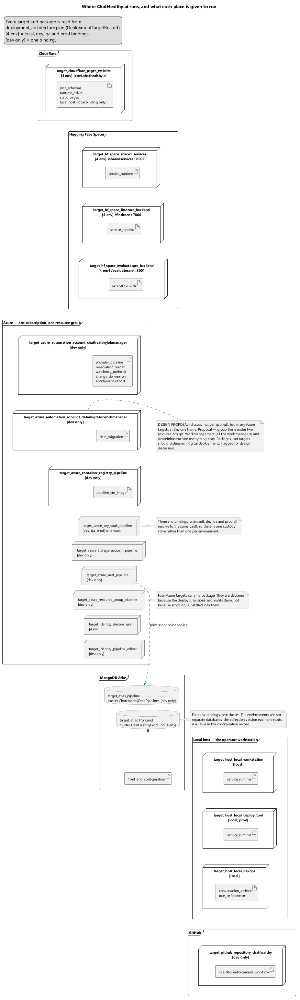 Where ChatHealthy.ai runs, and what each place is given to run
Every target and package is read from
deployment_architecture.json (DeploymentTargetRecord).
[4 env] = local, dev, qa and prod bindings.
[dev only] = one binding.
Cloudflare
target_cloudflare_pages_website
[4 env] (env).chathealthy.ai
json_schemas
runtime_driver
static_pages
local_host (local binding only)
Hugging Face Spaces
target_hf_space_shared_services
[4 env] /sharedservices : 8002
service_runtime
target_hf_space_findcare_backend
[4 env] /findcare : 7860
service_runtime
target_hf_space_evaluatecare_backend
[4 env] /evaluatecare : 8001
service_runtime
Azure — one subscription, one resource group
target_azure_automation_account_chathealthyjobmanager
[dev only]
provider_pipeline
reservation_reaper
watchdog_runbook
change_db_version
entitlement_report
target_azure_automation_account_datamigratorworkmanager
[dev only]
data_migration
DESIGN PROPOSAL (discuss, not yet applied): too many Azure
targets in this one frame. Proposal — group them under two
resource groups: WorkManagement (all the work managers) and
AzureInfrastructure (everything else). Packages, not targets,
should distinguish logical deployments. Flagged for design
discussion.
target_azure_container_registry_pipeline
[dev only]
pipeline_vm_image
target_azure_key_vault_pipeline
[dev, qa, prod] one vault
Three env bindings, one vault. dev, qa and prod all
resolve to the same vault, so there is one custody
store rather than one per environment.
target_azure_storage_account_pipeline
[dev only]
target_azure_vnet_pipeline
[dev only]
target_azure_resource_group_pipeline
[dev only]
Four Azure targets carry no package. They are declared
because the deploy provisions and audits them, not
because anything is installed into them.
target_identity_devops_user
[4 env]
private endpoint service
target_identity_pipeline_editor
[dev only]
MongoDB Atlas
target_atlas_pipeline
cluster ChatHealthyDataPipelines [dev only]
target_atlas_frontend
cluster ChatHealthyFrontEnd [4 env]
Four env bindings, one cluster. The environments are not
separate databases; the collection version each one reads
is a value in the configuration record.
front_end_configuration
Local host — the operator workstation
target_host_local_workstation
[local]
service_runtime
target_host_local_deploy_tool
[local, prod]
service_runtime
target_host_local_devops
[local]
conversation_archive
rule_enforcement
GitHub
target_github_repository_chathealthy
[dev only]
rule_065_enforcement_workflow